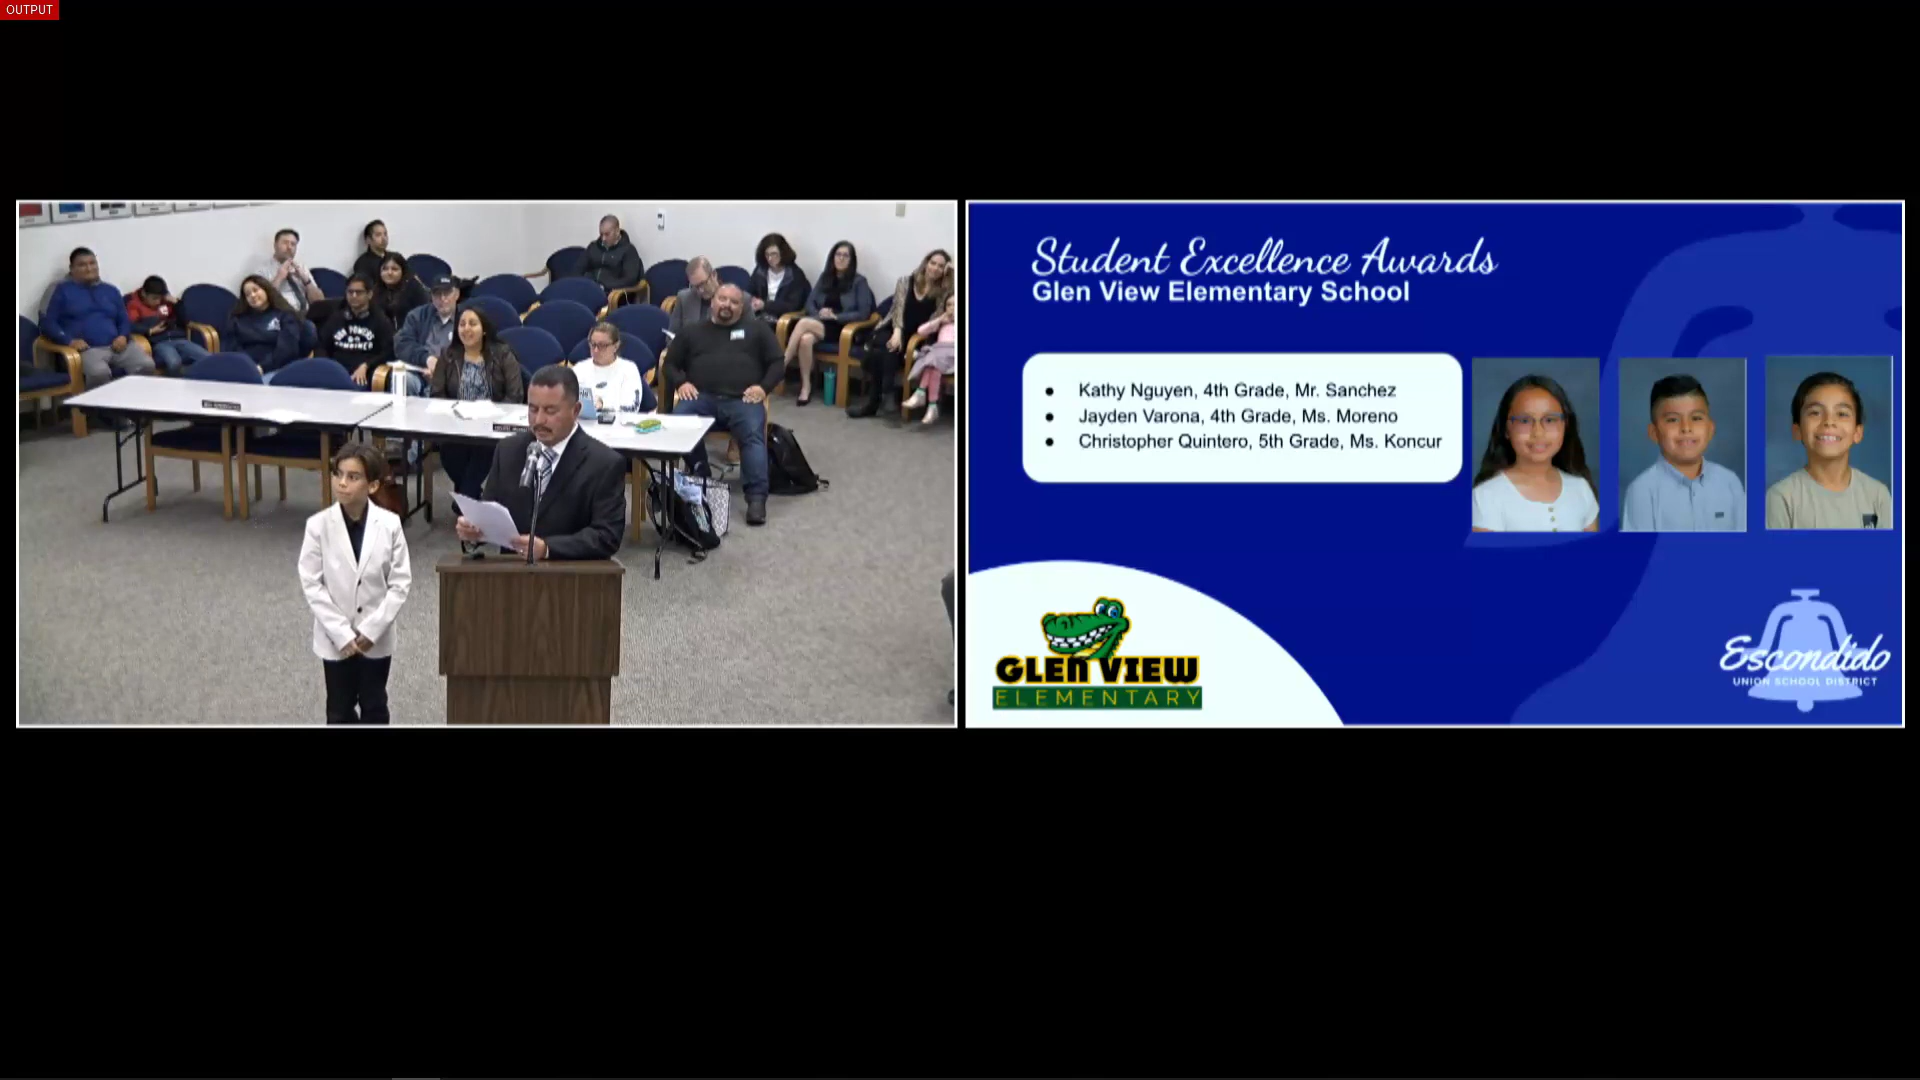 OUTPUT
Student Excellence Awards
Glen View Elementary School
• Kathy Nguyen, 4th Grade, Mr. Sanchez
• Jayden Varona, 4th Grade, Ms. Moreno
• Christopher Quintero, 5th Grade, Ms. Koncur
GLEN VIEW
ELEMENTARY
Escondido
UNION SCHOOL DISTRICT